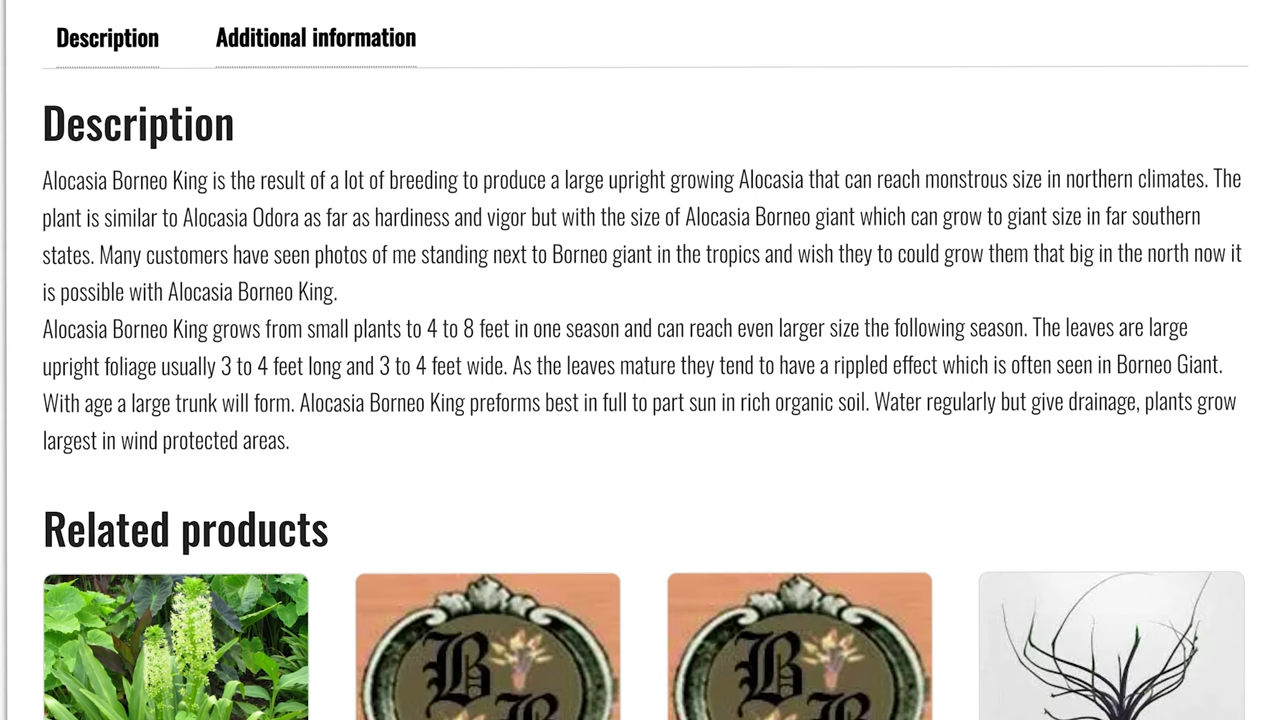 Description Additional information
Description
Alocasia Borneo King is the result of a lot of breeding to produce a large upright growing Alocasia that can reach monstrous size in northern climates. The
plant is similar to Alocasia Odora as far as hardiness and vigor but with the size of Alocasia Borneo giant which can grow to giant size in far southern
states. Many customers have seen photos of me standing next to Borneo giant in the tropics and wish they to could grow them that big in the north now it
is possible with Alocasia Borneo King.
Alocasia Borneo King grows from small plants to 4 to 8 feet in one season and can reach even larger size the following season. The leaves are large
upright foliage usually 3 to 4 feet long and 3 to 4 feet wide. As the leaves mature they tend to have a rippled effect which is often seen in Borneo Giant.
With age a large trunk will form. Alocasia Borneo King preforms best in full to part sun in rich organic soil. Water regularly but give drainage, plants grow
largest in wind protected areas.
Related products
B B
B B